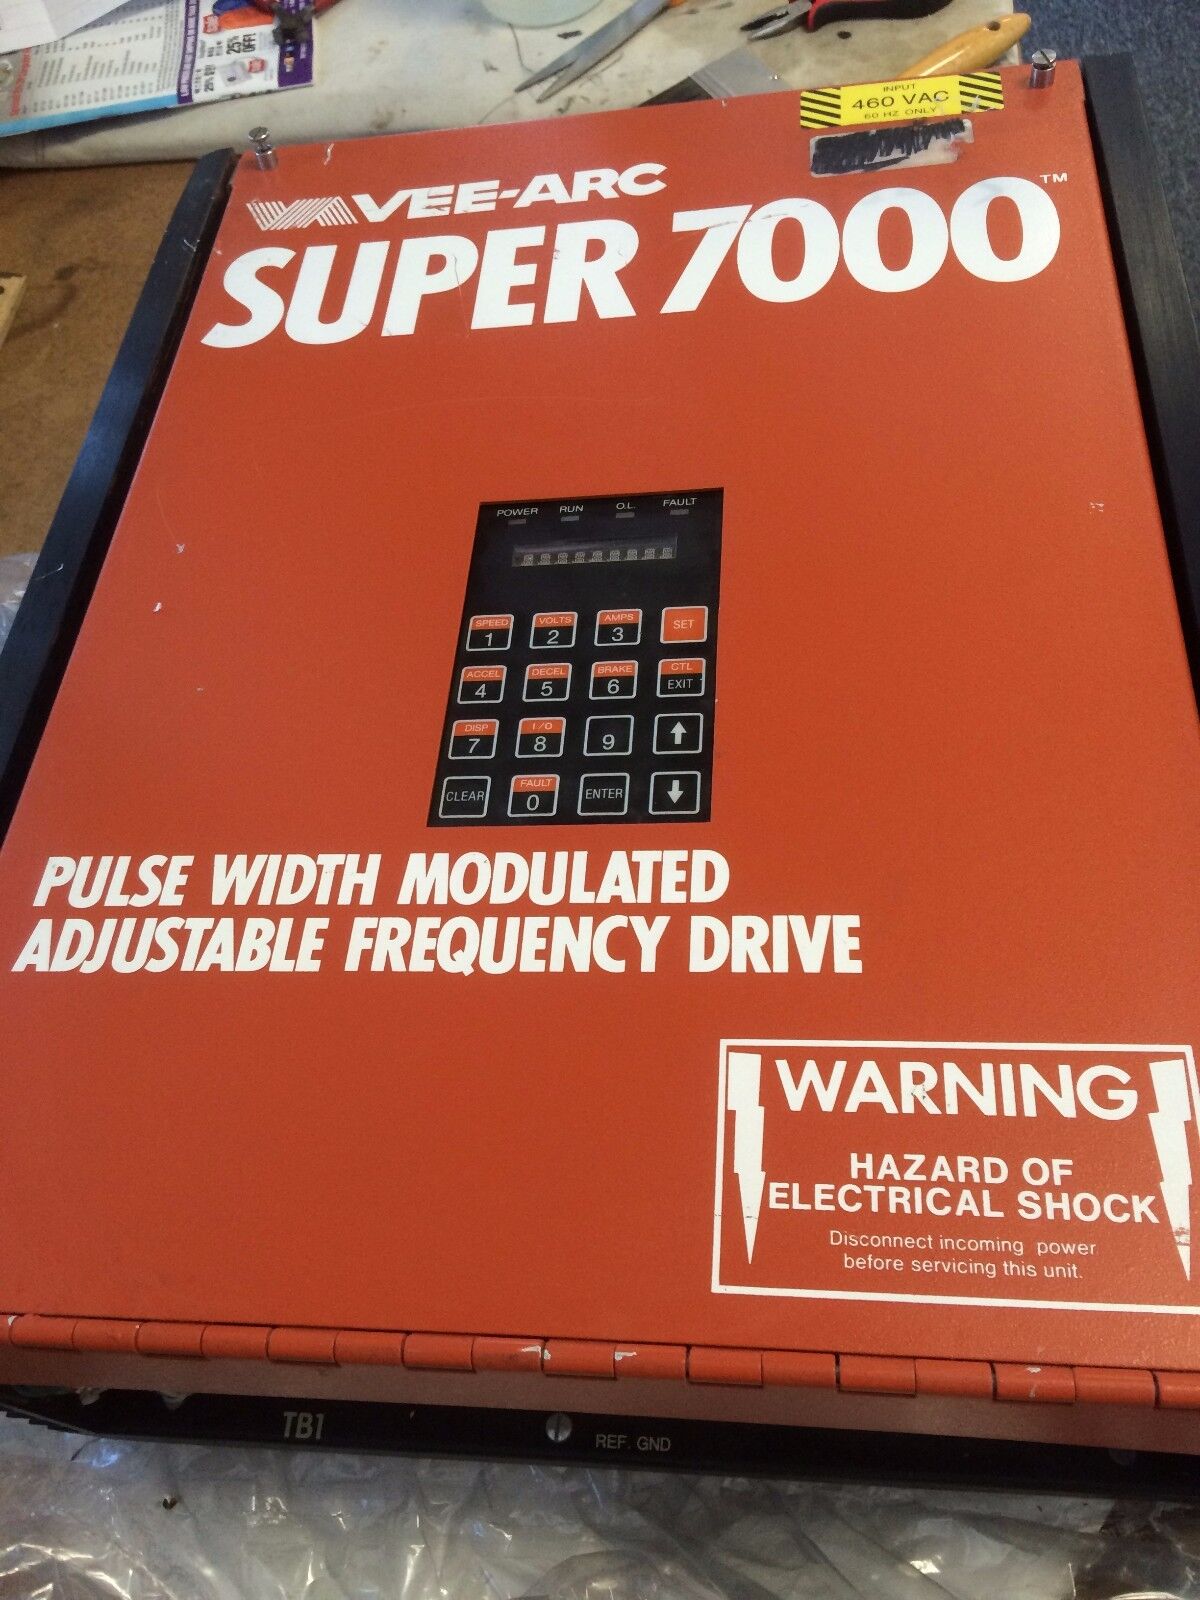 25% OFF!
INPUT
460 VAC
60 HZ ONLY
VEE-ARC
SUPER 7000™
POWER RUN O.L. FAULT
SPEED VOLTS AMPS
1 2 3 SET
ACCEL DECEL BRAKE CTL
4 5 6 EXIT
DISP I/O
7 8 9
FAULT
CLEAR 0 ENTER
PULSE WIDTH MODULATED
ADJUSTABLE FREQUENCY DRIVE
WARNING
HAZARD OF
ELECTRICAL SHOCK
Disconnect incoming power
before servicing this unit.
TB1 REF. GND